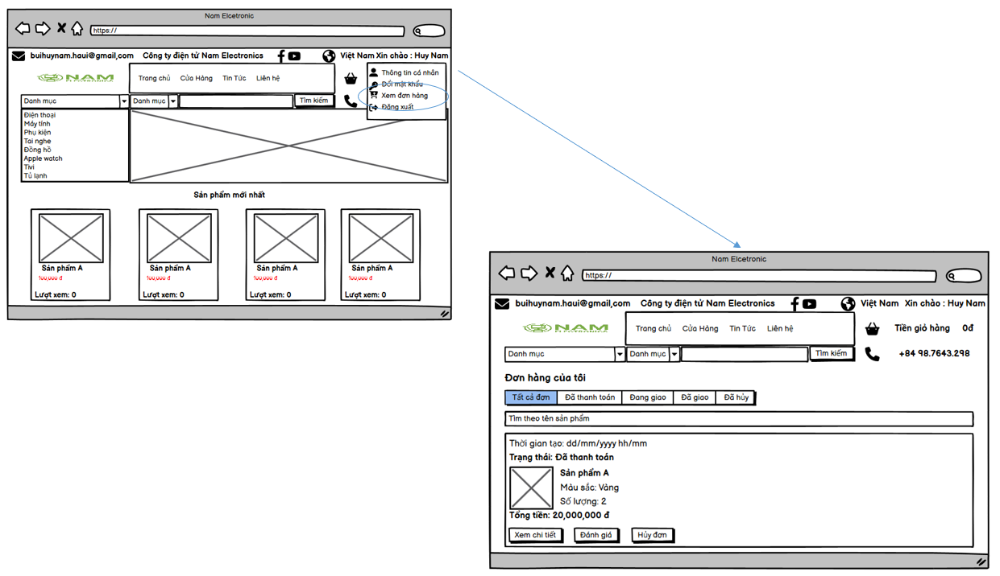 Nam Elcetronic
https://
buihuynam.haui@gmail,com Công ty điện tử Nam Electronics Việt Nam Xin chào : Huy Nam
NAM
ELECTRONICA
Trang chủ Cửa Hàng Tin Tức Liên hệ
Thông tin cá nhân
Đổi mật khẩu
Xem đơn hàng
Đăng xuất
Danh mục Danh mục Tìm kiếm
Điện thoại
Máy tính
Phụ kiện
Tai nghe
Đồng hồ
Apple watch
Tivi
Tủ lạnh
Sản phẩm mới nhất
Sản phẩm A Sản phẩm A Sản phẩm A Sản phẩm A
100,000 đ 100,000 đ 100,000 đ 100,000 đ
Lượt xem: 0 Lượt xem: 0 Lượt xem: 0 Lượt xem: 0
Nam Elcetronic
https://
buihuynam.haui@gmail,com Công ty điện tử Nam Electronics Việt Nam Xin chào : Huy Nam
NAM
ELECTRONICA
Trang chủ Cửa Hàng Tin Tức Liên hệ
Tiền giỏ hàng 0đ
Danh mục Danh mục Tìm kiếm
+84 98.7643.298
Đơn hàng của tôi
Tất cả đơn Đã thanh toán Đang giao Đã giao Đã hủy
Tìm theo tên sản phẩm
Thời gian tạo: dd/mm/yyyy hh/mm
Trạng thái: Đã thanh toán
Sản phẩm A
Màu sắc: Vàng
Số lượng: 2
Tổng tiền: 20,000,000 đ
Xem chi tiết Đánh giá Hủy đơn